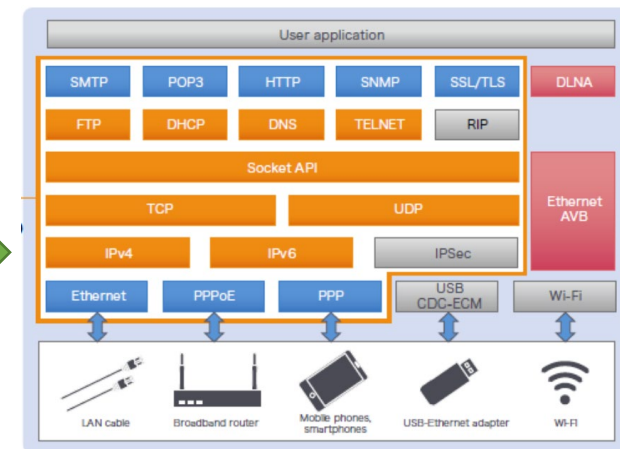 User application
SMTP POP3 HTTP SNMP SSL/TLS DLNA
FTP DHCP DNS TELNET RIP
Socket API
TCP UDP
Ethernet
AVB
IPv4 IPv6 IPSec
Ethernet PPPoE PPP USB
CDC-ECM Wi-Fi
LAN cable Broadband router Mobile phones,
smartphones USB-Ethernet adapter Wi-Fi